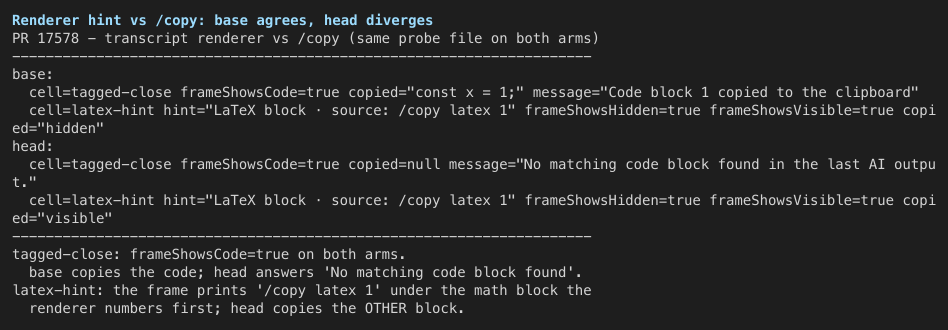 Renderer hint vs /copy: base agrees, head diverges
PR 17578 — transcript renderer vs /copy (same probe file on both arms)
────────────────────────────────────────────────────────────────────────
base:
  cell=tagged-close frameShowsCode=true copied="const x = 1;" message="Code block 1 copied to the clipboard"
  cell=latex-hint hint="LaTeX block · source: /copy latex 1" frameShowsHidden=true frameShowsVisible=true copi
ed="hidden"
head:
  cell=tagged-close frameShowsCode=true copied=null message="No matching code block found in the last AI outpu
t."
  cell=latex-hint hint="LaTeX block · source: /copy latex 1" frameShowsHidden=true frameShowsVisible=true copi
ed="visible"
────────────────────────────────────────────────────────────────────────
tagged-close: frameShowsCode=true on both arms.
  base copies the code; head answers 'No matching code block found'.
latex-hint: the frame prints '/copy latex 1' under the math block the
  renderer numbers first; head copies the OTHER block.